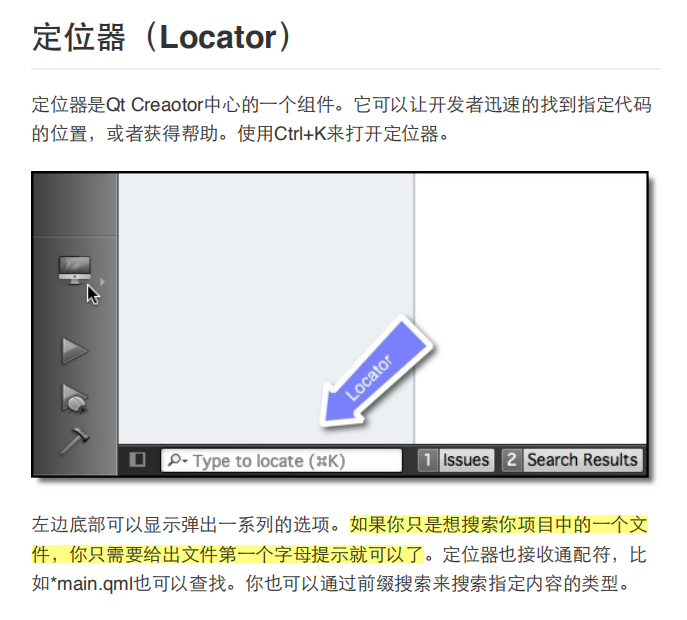 定位器（Locator）
定位器是Qt Creaotor中心的一个组件。它可以让开发者迅速的找到指定代码
的位置，或者获得帮助。使用Ctrl+K来打开定位器。
Locator
Type to locate (⌘K)
1 Issues 2 Search Results
左边底部可以显示弹出一系列的选项。如果你只是想搜索你项目中的一个文
件，你只需要给出文件第一个字母提示就可以了。定位器也接收通配符，比
如*main.qml也可以查找。你也可以通过前缀搜索来搜索指定内容的类型。